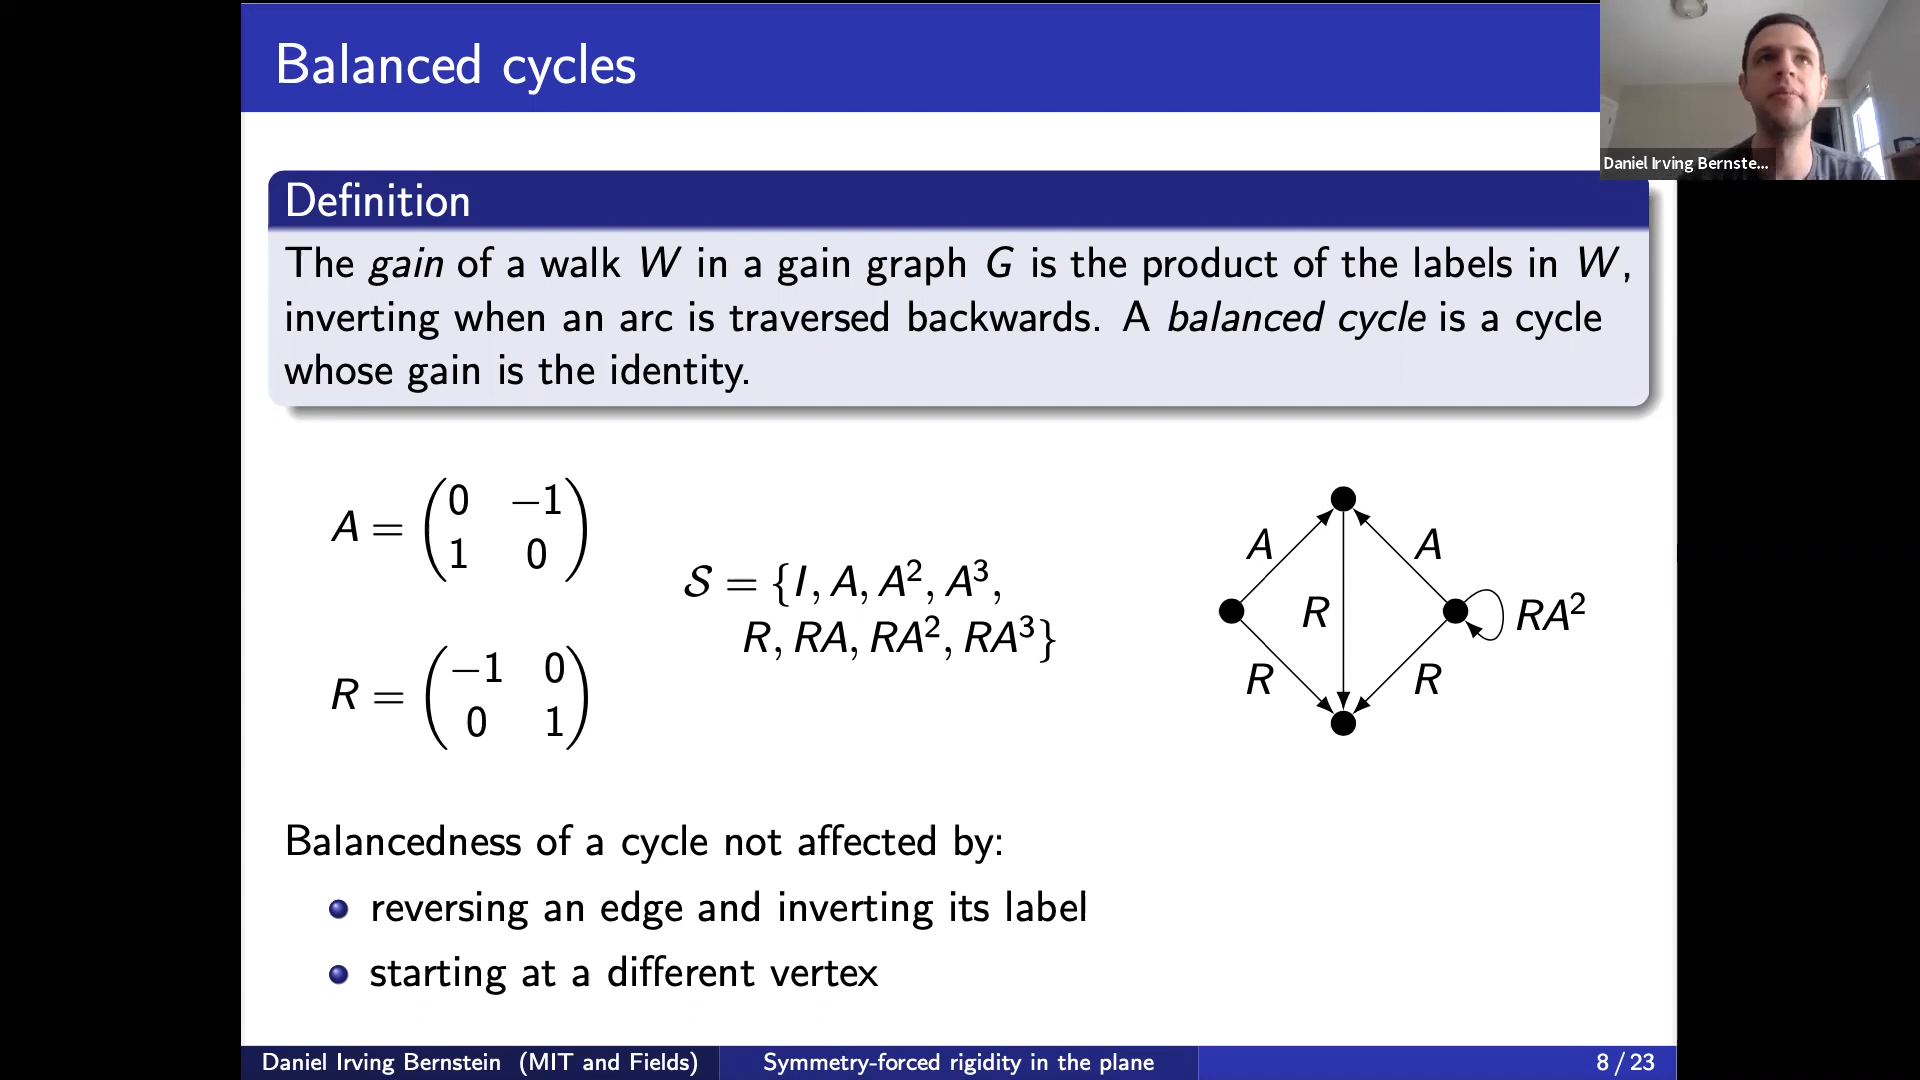 Balanced cycles
Daniel Irving Bernste...
Definition
The gain of a walk W in a gain graph G is the product of the labels in W,
inverting when an arc is traversed backwards. A balanced cycle is a cycle
whose gain is the identity.
A = (0 −1
1 0)
R = (−1 0
0 1)
𝒮 = {I, A, A², A³,
R, RA, RA², RA³}
A
A
R
RA²
R
R
Balancedness of a cycle not affected by:
reversing an edge and inverting its label
starting at a different vertex
Daniel Irving Bernstein (MIT and Fields)
Symmetry-forced rigidity in the plane
8 / 23